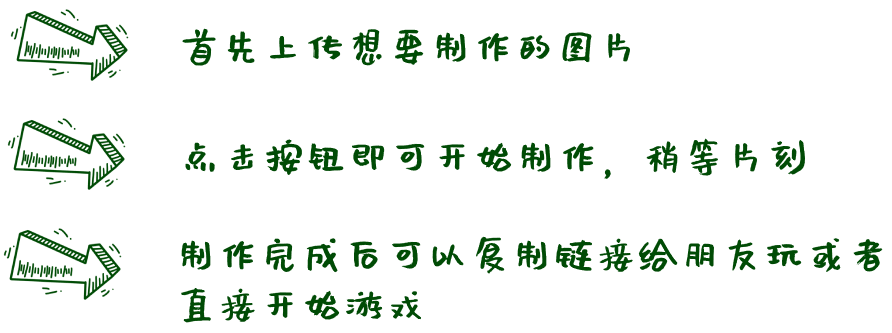 首先上传想要制作的图片
点击按钮即可开始制作，稍等片刻
制作完成后可以复制链接给朋友玩或者
直接开始游戏